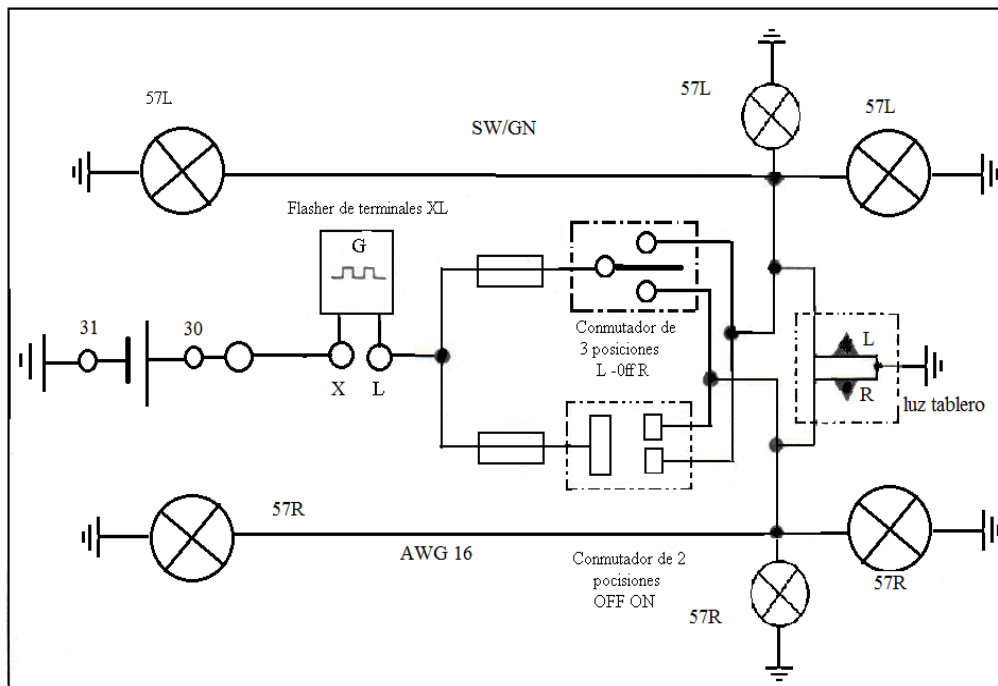 57L
57L
57L
SW/GN
Flasher de terminales XL
G
31
30
X
L
Conmutador de
3 posiciones
L -0ff R
L
R
luz tablero
57R
AWG 16
Conmutador de 2
pocisiones
OFF ON
57R
57R